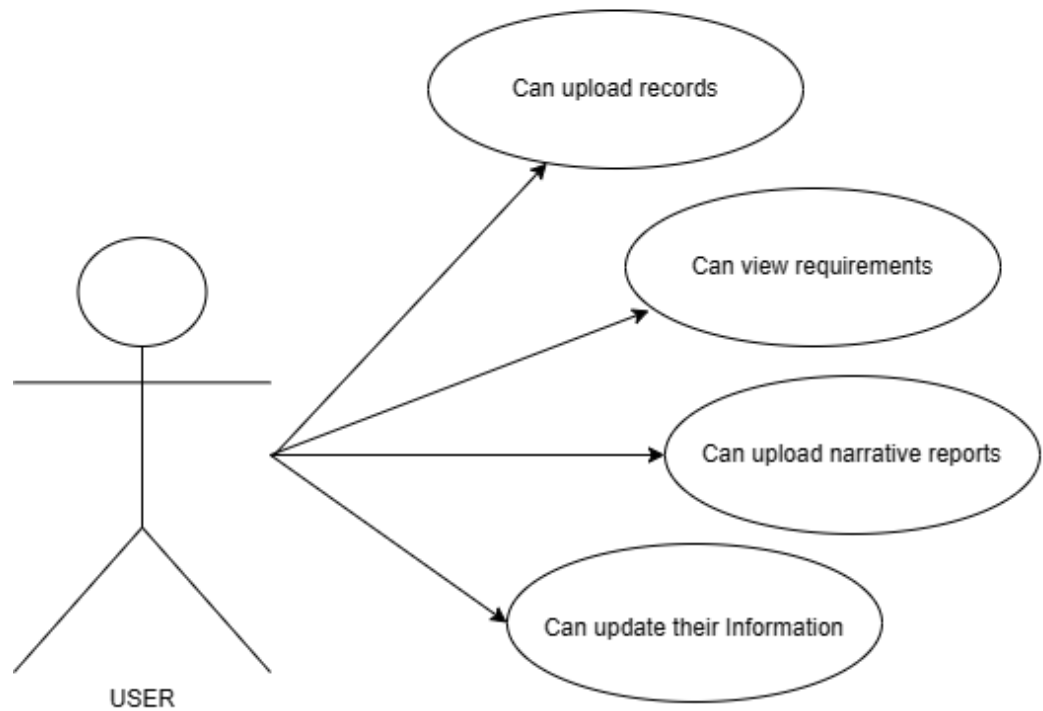 Can upload records
Can view requirements
Can upload narrative reports
Can update their Information
USER